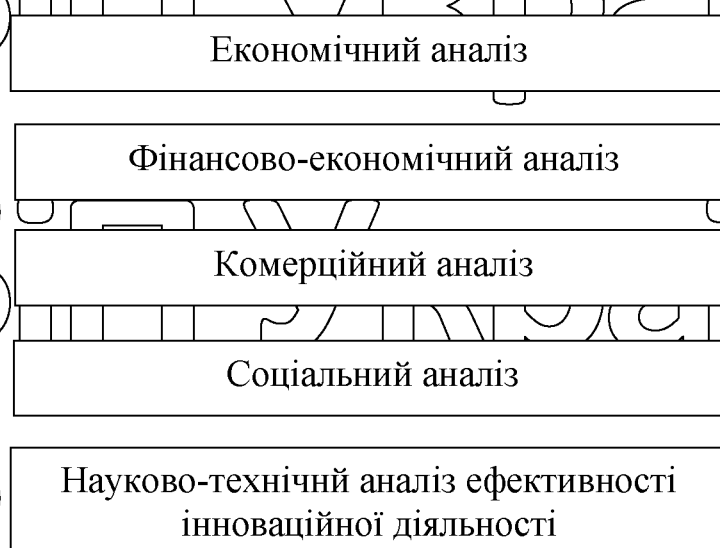 Економічний аналіз
Фінансово-економічний аналіз
Комерційний аналіз
Соціальний аналіз
Науково-технічнй аналіз ефективності
інноваційної діяльності